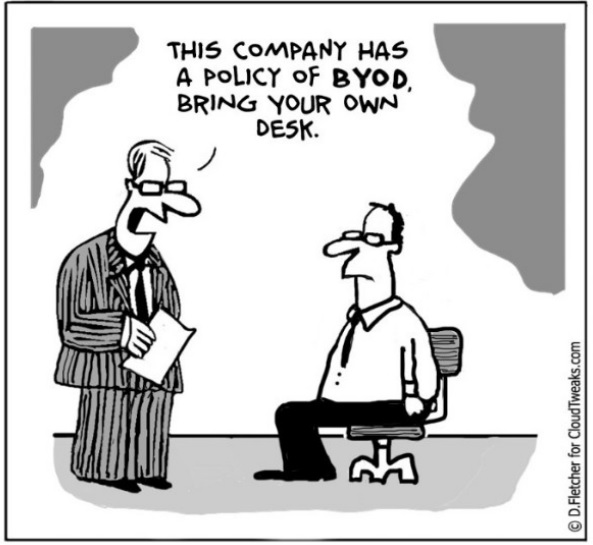 THIS COMPANY HAS
A POLICY OF BYOD,
BRING YOUR OWN
DESK.
© D.Fletcher for CloudTweaks.com